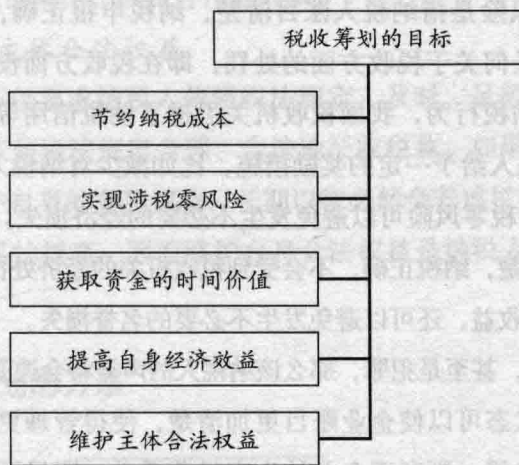 税收筹划的目标
节约纳税成本
实现涉税零风险
获取资金的时间价值
提高自身经济效益
维护主体合法权益